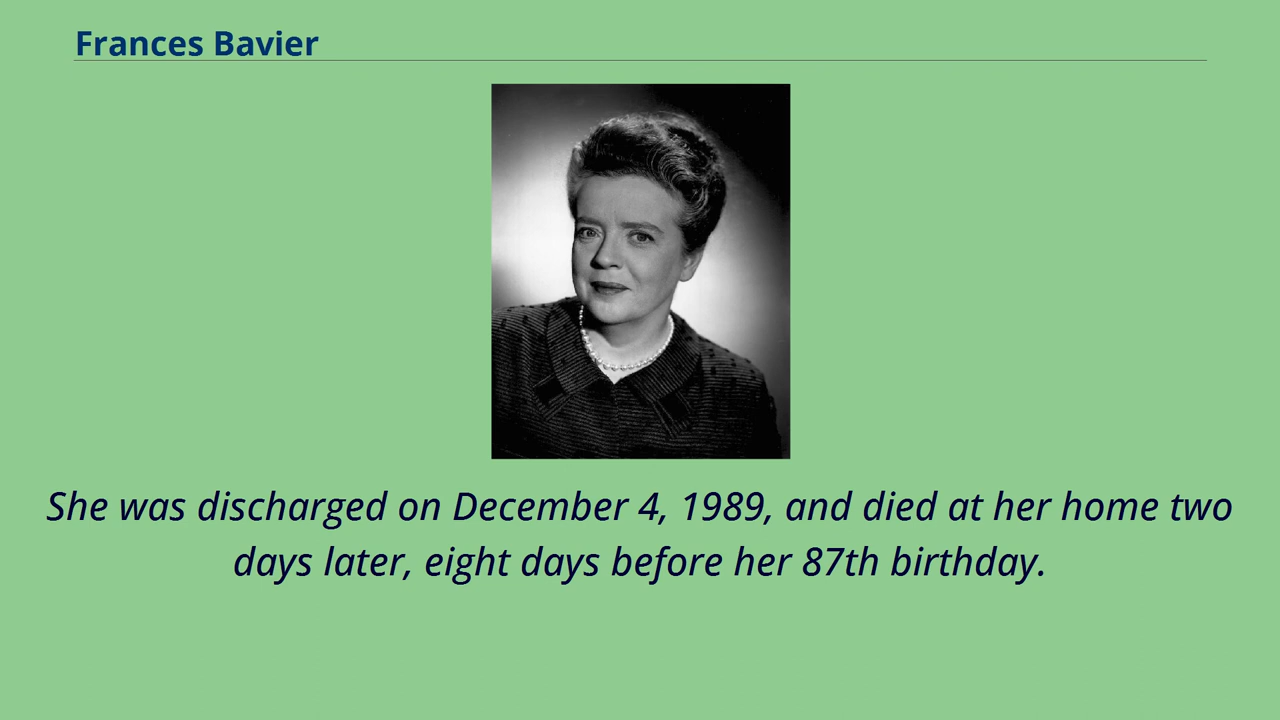 Frances Bavier
She was discharged on December 4, 1989, and died at her home two
days later, eight days before her 87th birthday.